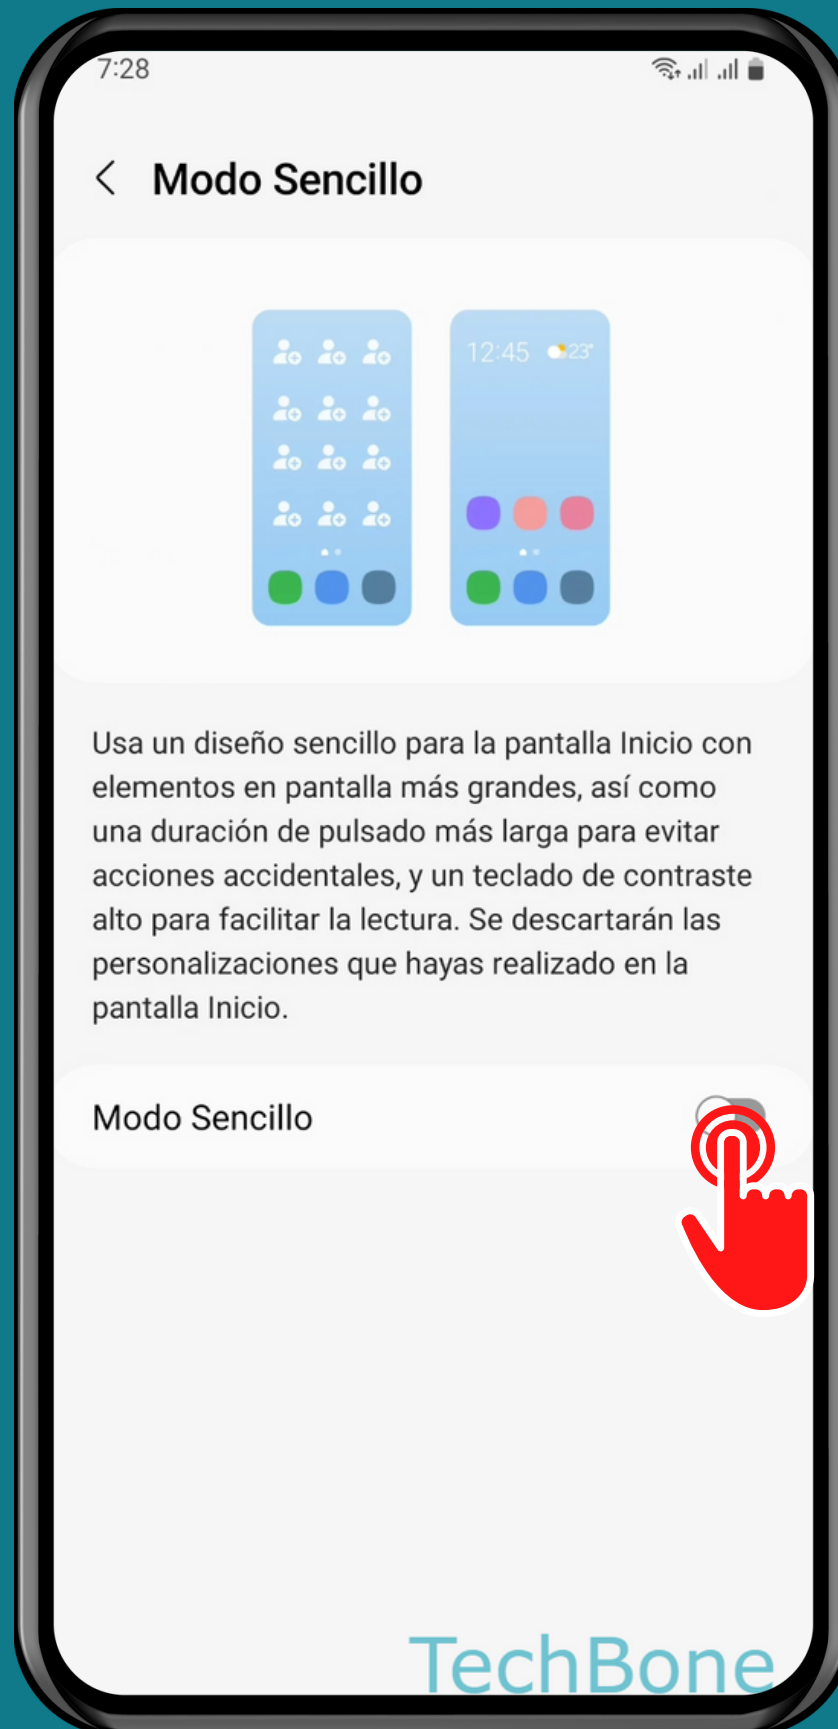 7:28
Modo Sencillo
12:45 23°
Usa un diseño sencillo para la pantalla Inicio con
elementos en pantalla más grandes, así como
una duración de pulsado más larga para evitar
acciones accidentales, y un teclado de contraste
alto para facilitar la lectura. Se descartarán las
personalizaciones que hayas realizado en la
pantalla Inicio.
Modo Sencillo
TechBone